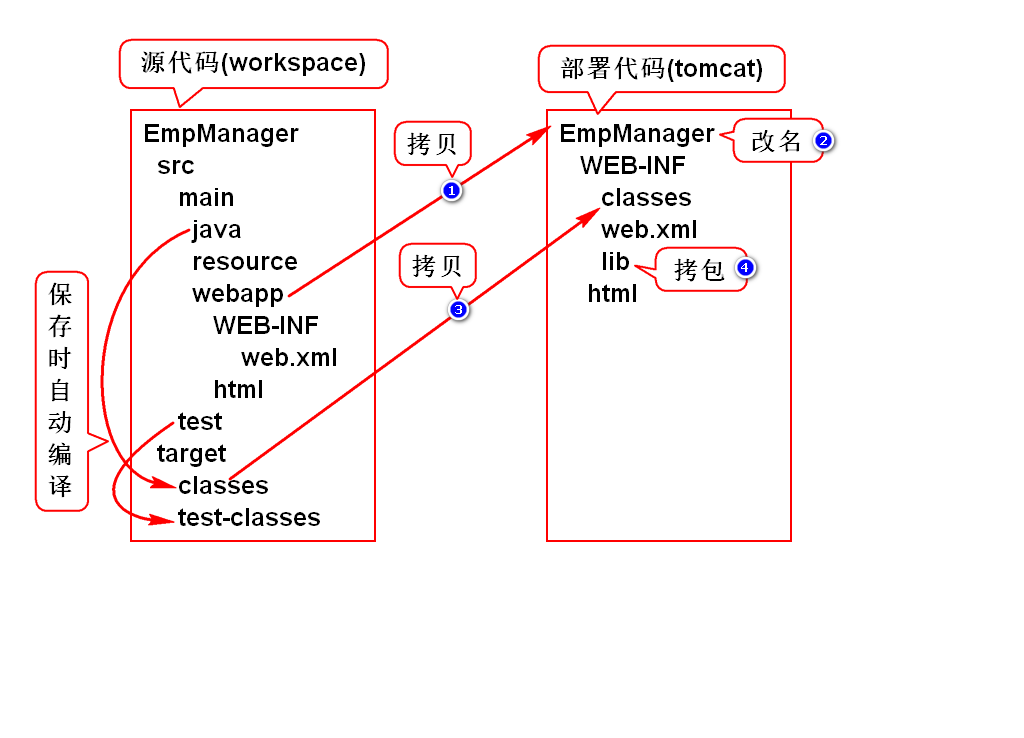 源代码(workspace)
EmpManager
src
main
java
resource
webapp
WEB-INF
web.xml
html
test
target
classes
test-classes
保存时自动编译
拷贝
1
拷贝
3
部署代码(tomcat)
EmpManager
改名
2
WEB-INF
classes
web.xml
lib
拷包
4
html